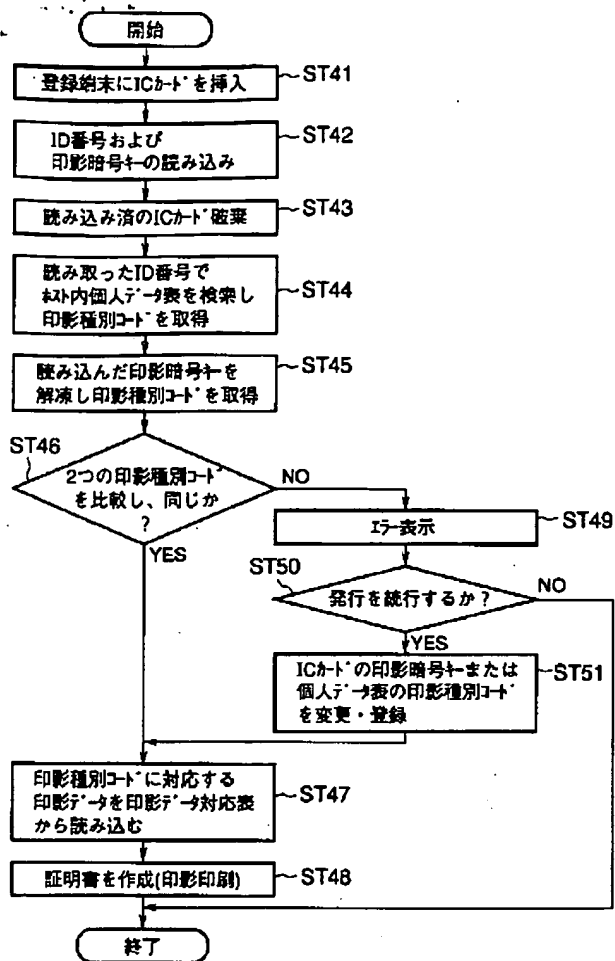 開始
登録端末にICカードを挿入
ST41
ID番号および
印影暗号キーの読み込み
ST42
読み込み済のICカード破棄
ST43
読み取ったID番号で
ホスト内個人データ表を検索し
印影種別コードを取得
ST44
読み込んだ印影暗号キーを
解凍し印影種別コードを取得
ST45
ST46
2つの印影種別コード
を比較し、同じか
?
NO
YES
エラー表示
ST49
ST50
発行を続行するか?
NO
YES
ICカードの印影暗号キーまたは
個人データ表の印影種別コード
を変更・登録
ST51
印影種別コードに対応する
印影データを印影データ対応表
から読み込む
ST47
証明書を作成(印影印刷)
ST48
終了